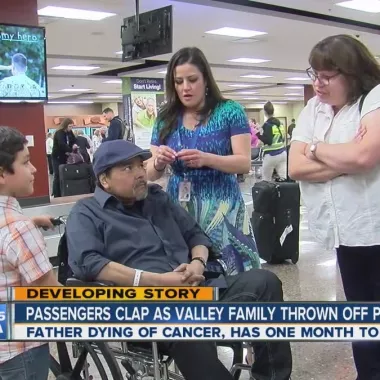 my hero
START LIVING
DEVELOPING STORY
PASSENGERS CLAP AS VALLEY FAMILY THROWN OFF P
FATHER DYING OF CANCER, HAS ONE MONTH TO